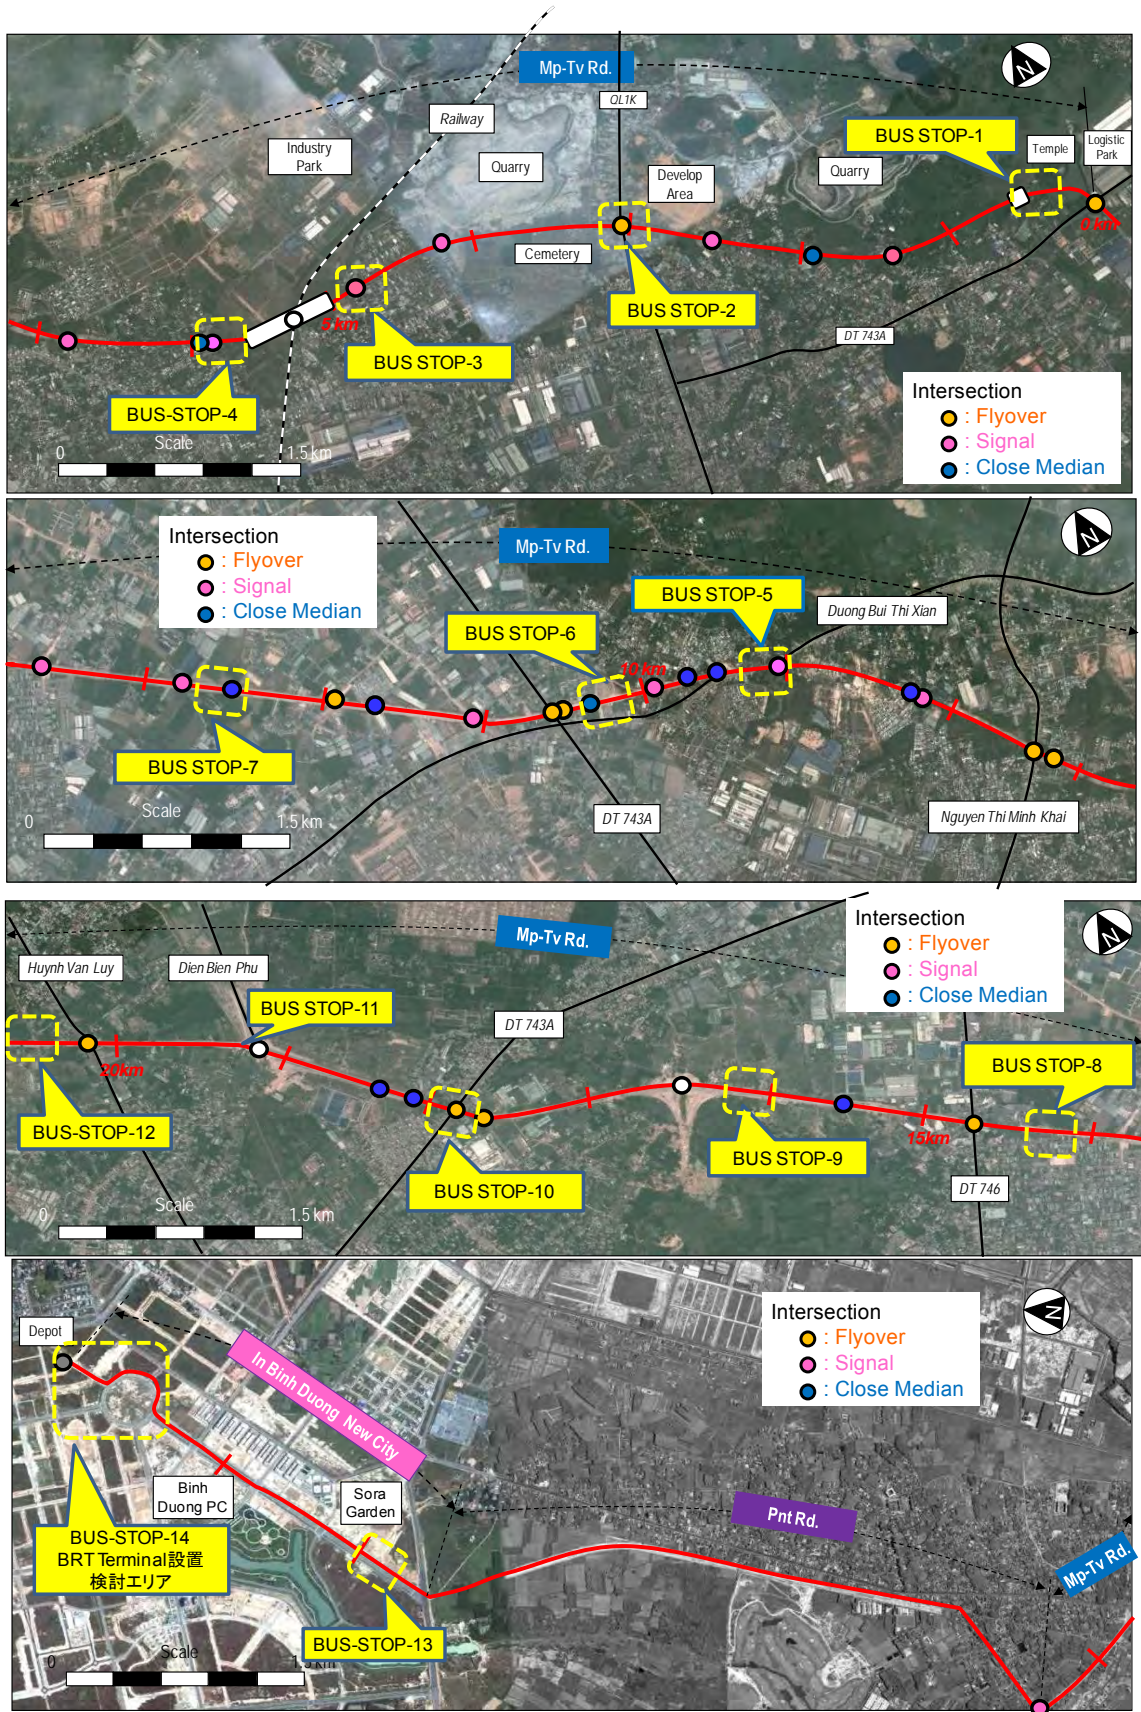 Mp-Tv Rd.
QL1K
Railway
BUS STOP-1
Temple
Logistic
Park
Industry
Park
Quarry
Develop
Area
Quarry
0 km
Cemetery
BUS STOP-2
5 km
BUS STOP-3
DT 743A
BUS-STOP-4
Intersection
: Flyover
: Signal
: Close Median
0
Scale
1.5 km
N
Intersection
: Flyover
: Signal
: Close Median
Mp-Tv Rd.
N
BUS STOP-5
Duong Bui Thi Xian
BUS STOP-6
10 km
BUS STOP-7
DT 743A
Nguyen Thi Minh Khai
0
Scale
1.5 km
Mp-Tv Rd.
Intersection
: Flyover
: Signal
: Close Median
N
Huynh Van Luy
Dien Bien Phu
BUS STOP-11
DT 743A
20km
BUS STOP-8
15km
BUS-STOP-12
BUS STOP-9
BUS STOP-10
DT 746
0
Scale
1.5 km
Intersection
: Flyover
: Signal
: Close Median
N
Depot
In Binh Duong New City
Binh
Duong PC
Sora
Garden
Pnt Rd.
Mp-Tv Rd.
BUS-STOP-14
BRT Terminal設置
検討エリア
BUS-STOP-13
0
Scale
1.5 km